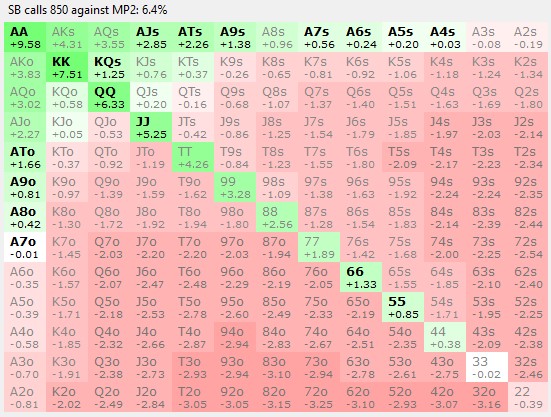 SB calls 850 against MP2: 6.4%
AA AKs AQs AJs ATs A9s A8s A7s A6s A5s A4s A3s A2s
+9.58 +4.31 +3.55 +2.85 +2.26 +1.38 +0.96 +0.56 +0.24 +0.20 +0.03 -0.08 -0.19
AKo KK KQs KJs KTs K9s K8s K7s K6s K5s K4s K3s K2s
+3.83 +7.51 +1.25 +0.76 +0.37 -0.26 -0.65 -0.81 -0.92 -1.06 -1.18 -1.24 -1.34
AQo KQo QQ QJs QTs Q9s Q8s Q7s Q6s Q5s Q4s Q3s Q2s
+3.02 +0.58 +6.33 +0.20 -0.16 -0.68 -1.07 -1.37 -1.40 -1.51 -1.63 -1.69 -1.80
AJo KJo QJo JJ JTs J9s J8s J7s J6s J5s J4s J3s J2s
+2.27 +0.05 -0.53 +5.25 -0.42 -0.86 -1.25 -1.54 -1.79 -1.85 -1.97 -2.03 -2.14
ATo KTo QTo JTo TT T9s T8s T7s T6s T5s T4s T3s T2s
+1.66 -0.37 -0.92 -1.19 +4.26 -0.84 -1.23 -1.55 -1.80 -2.09 -2.17 -2.23 -2.34
A9o K9o Q9o J9o T9o 99 98s 97s 96s 95s 94s 93s 92s
+0.81 -0.97 -1.39 -1.59 -1.62 +3.28 -1.09 -1.38 -1.63 -1.92 -2.24 -2.24 -2.35
A8o K8o Q8o J8o T8o 98o 88 87s 86s 85s 84s 83s 82s
+0.42 -1.30 -1.72 -1.92 -1.94 -1.80 +2.56 -1.28 -1.54 -1.83 -2.14 -2.39 -2.44
A7o K7o Q7o J7o T7o 97o 87o 77 76s 75s 74s 73s 72s
-0.01 -1.45 -2.03 -2.22 -2.20 -2.03 -1.94 +1.89 -1.42 -1.68 -2.00 -2.25 -2.54
A6o K6o Q6o J6o T6o 96o 86o 76o 66 65s 64s 63s 62s
-0.35 -1.57 -2.07 -2.47 -2.48 -2.29 -2.19 -2.05 +1.33 -1.55 -1.85 -2.10 -2.40
A5o K5o Q5o J5o T5o 95o 85o 75o 65o 55 54s 53s 52s
-0.39 -1.71 -2.18 -2.53 -2.78 -2.60 -2.49 -2.33 -2.19 +0.85 -1.71 -1.95 -2.25
A4o K4o Q4o J4o T4o 94o 84o 74o 64o 54o 44 43s 42s
-0.58 -1.85 -2.32 -2.66 -2.87 -2.94 -2.83 -2.67 -2.51 -2.35 +0.38 -2.09 -2.38
A3o K3o Q3o J3o T3o 93o 83o 73o 63o 53o 43o 33 32s
-0.70 -1.91 -2.38 -2.73 -2.93 -2.94 -3.10 -2.94 -2.78 -2.61 -2.75 -0.02 -2.46
A2o K2o Q2o J2o T2o 92o 82o 72o 62o 52o 42o 32o 22
-0.81 -2.02 -2.49 -2.84 -3.05 -3.05 -3.15 -3.25 -3.10 -2.93 -3.07 -3.16 -0.39